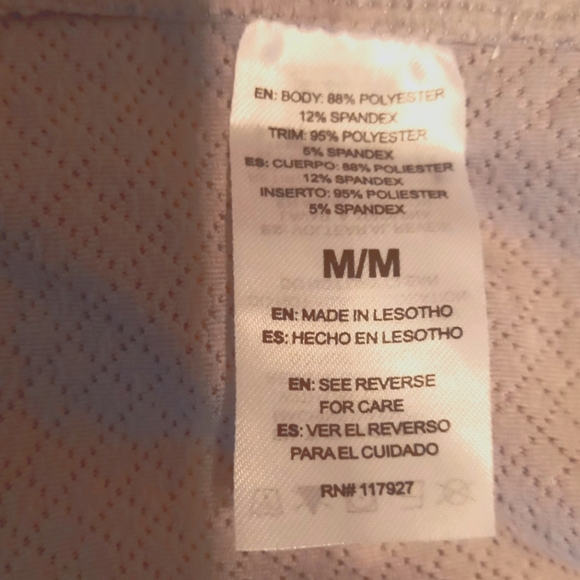 EN: BODY: 88% POLYESTER
12% SPANDEX
TRIM: 95% POLYESTER
5% SPANDEX
ES: CUERPO: 88% POLIESTER
12% SPANDEX
INSERTO: 95% POLIESTER
5% SPANDEX
M/M
EN: MADE IN LESOTHO
ES: HECHO EN LESOTHO
EN: SEE REVERSE
FOR CARE
ES: VER EL REVERSO
PARA EL CUIDADO
RN# 117927